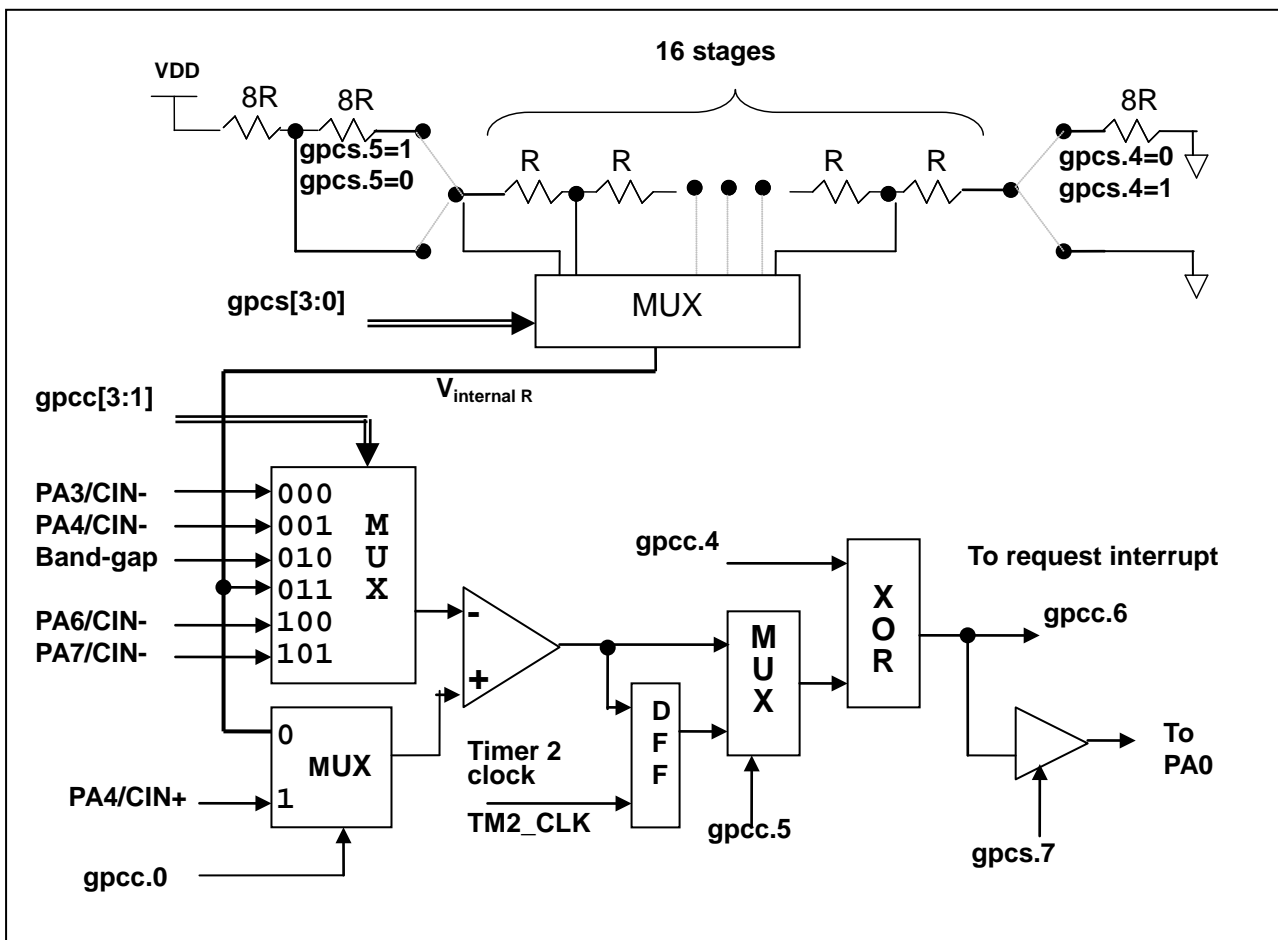 16 stages
VDD
8R
8R
8R
gpcs.5=1
gpcs.5=0
R
R
R
R
gpcs.4=0
gpcs.4=1
gpcs[3:0]
MUX
V internal R
gpcc[3:1]
PA3/CIN-
PA4/CIN-
Band-gap
PA6/CIN-
PA7/CIN-
000
001
010
011
100
101
M
U
X
-
+
gpcc.4
To request interrupt
X
O
R
gpcc.6
M
U
X
D
F
F
0
1
MUX
PA4/CIN+
gpcc.0
Timer 2
clock
TM2_CLK
gpcc.5
To
PA0
gpcs.7